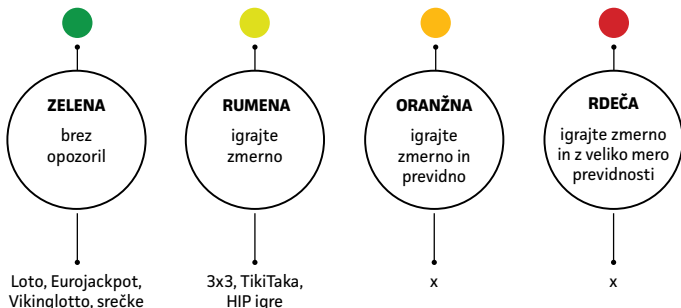 ZELENA
brez
opozoril
Loto, Eurojackpot,
Vikinglotto, srečke
RUMENA
igrajte
zmerno
3x3, TikiTaka,
HIP igre
ORANŽNA
igrajte
zmerno in
previdno
x
RDEČA
igrajte zmerno
in z veliko mero
previdnosti
x